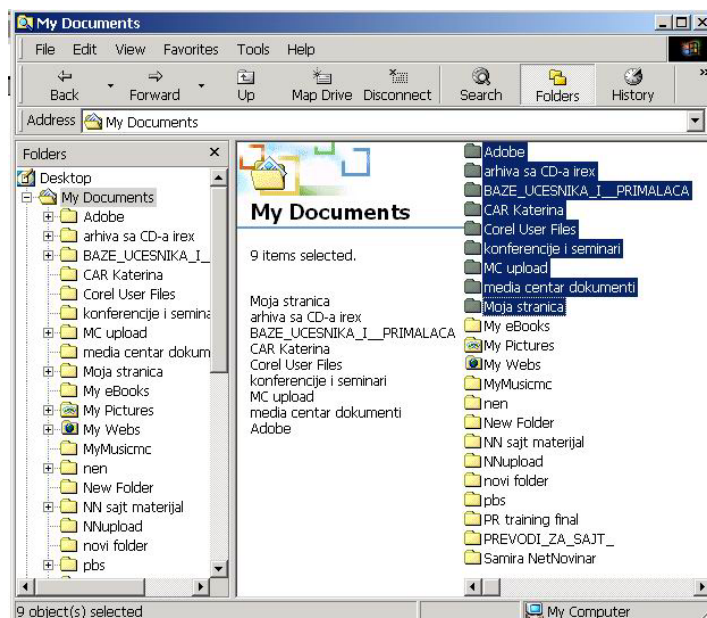 My Documents
File Edit View Favorites Tools Help
Back Forward Up Map Drive Disconnect Search Folders History »
Address My Documents
Folders ×
Desktop
My Documents
Adobe
arhiva sa CD-a irex
BAZE_UCESNIKA_I_
CAR Katerina
Corel User Files
konferencije i semina
MC upload
media centar dokum
Moja stranica
My eBooks
My Pictures
My Webs
MyMusicmc
nen
New Folder
NN sajt materijal
NNupload
novi folder
pbs
My Documents
9 items selected.
Moja stranica
arhiva sa CD-a irex
BAZE_UCESNIKA_I__PRIMALACA
CAR Katerina
Corel User Files
konferencije i seminari
MC upload
media centar dokumenti
Adobe
Adobe
arhiva sa CD-a irex
BAZE_UCESNIKA_I__PRIMALACA
CAR Katerina
Corel User Files
konferencije i seminari
MC upload
media centar dokumenti
Moja stranica
My eBooks
My Pictures
My Webs
MyMusicmc
nen
New Folder
NN sajt materijal
NNupload
novi folder
pbs
PR training final
PREVODI_ZA_SAJT_
Samira NetNovinar
9 object(s) selected
My Computer